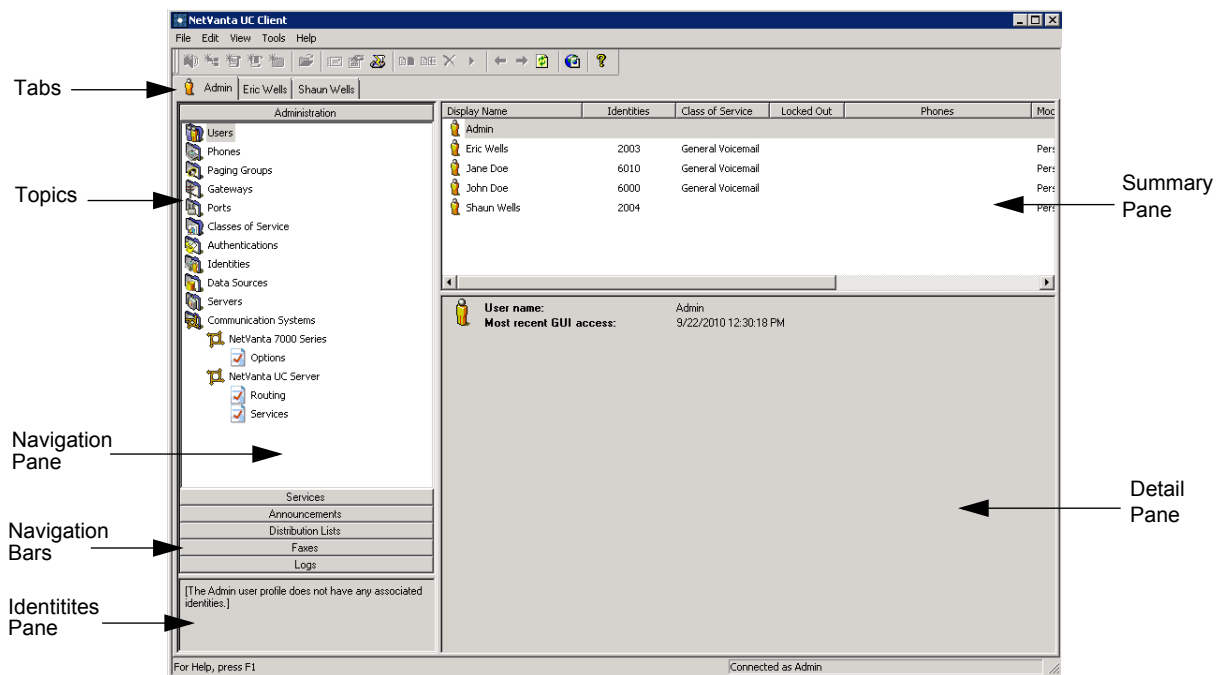 NetVanta UC Client
File Edit View Tools Help
Tabs
Admin Eric Wells Shaun Wells
Administration
Display Name Identities Class of Service Locked Out Phones Moc
Users
Phones
Paging Groups
Gateways
Ports
Classes of Service
Authentications
Identities
Data Sources
Servers
Communication Systems
NetVanta 7000 Series
Options
NetVanta UC Server
Routing
Services
Admin
Eric Wells 2003 General Voicemail Pers
Jane Doe 6010 General Voicemail Pers
John Doe 6000 General Voicemail Pers
Shaun Wells 2004 Pers
Topics
Summary
Pane
User name: Admin
Most recent GUI access: 9/22/2010 12:30:18 PM
Navigation
Pane
Services
Announcements
Distribution Lists
Faxes
Logs
Navigation
Bars
Detail
Pane
[The Admin user profile does not have any associated
identities.]
Identitites
Pane
For Help, press F1 Connected as Admin